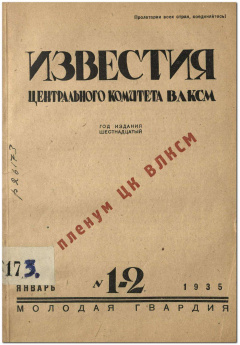 Пролетарии всех стран, соединяйтесь!
ИЗВЕСТИЯ
ЦЕНТРАЛЬНОГО КОМИТЕТА ВЛКСМ
ГОД ИЗДАНИЯ
ШЕСТНАДЦАТЫЙ
пленум ЦК ВЛКСМ
173.
ЯНВАРЬ
№ 1-2
1935
МОЛОДАЯ ГВАРДИЯ